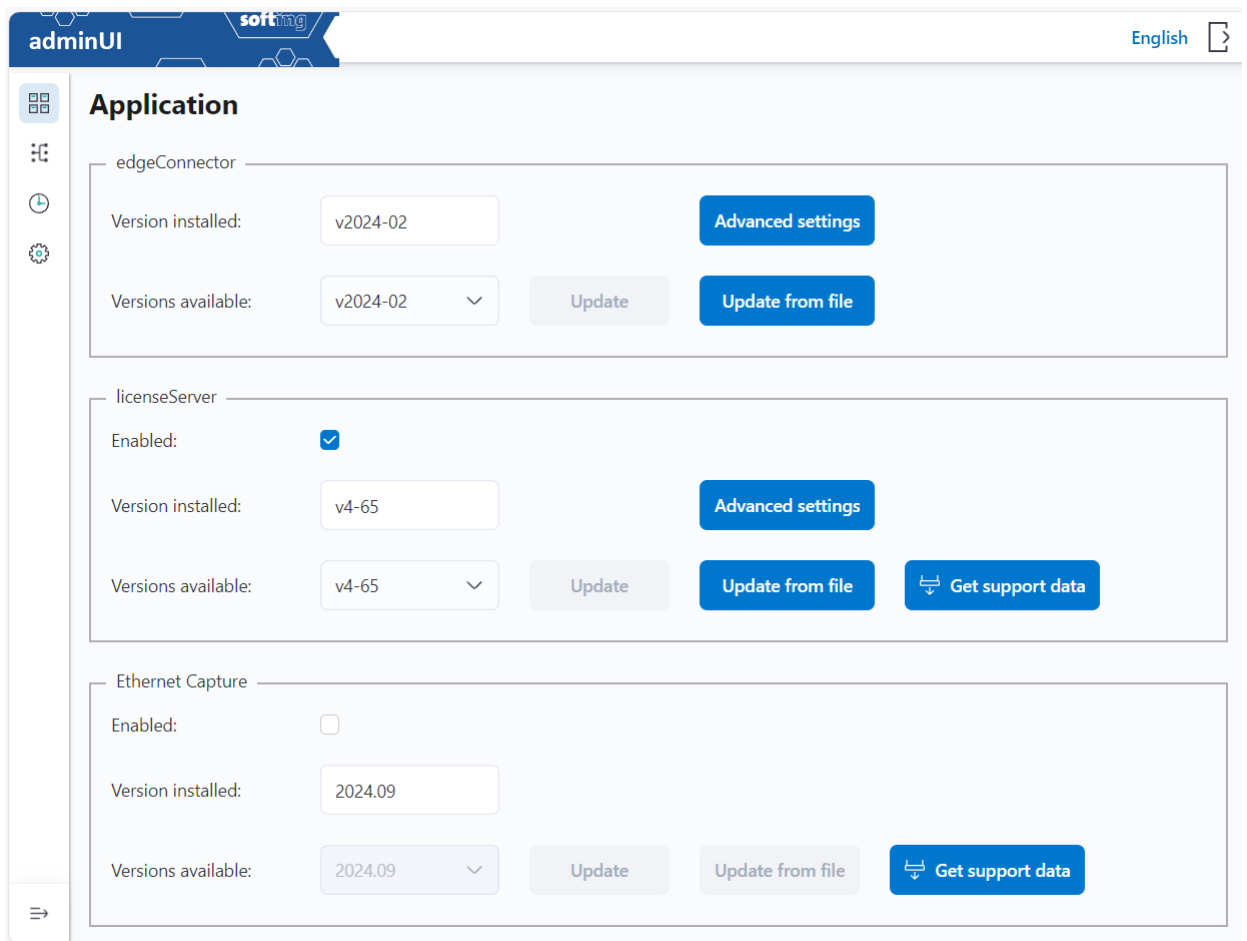 softing
adminUI
English
Application
edgeConnector
Version installed:
v2024-02
Advanced settings
Versions available:
v2024-02
Update
Update from file
licenseServer
Enabled:
Version installed:
v4-65
Advanced settings
Versions available:
v4-65
Update
Update from file
Get support data
Ethernet Capture
Enabled:
Version installed:
2024.09
Versions available:
2024.09
Update
Update from file
Get support data